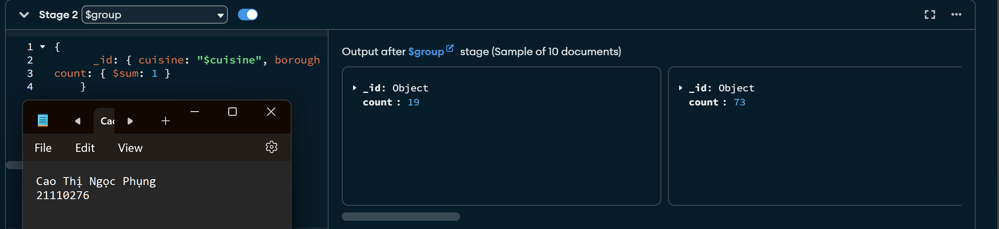 Stage 2 $group
1 {
2 _id: { cuisine: "$cuisine", borough
3 count: { $sum: 1 }
4 }
Output after $group stage (Sample of 10 documents)
_id: Object
count : 19
_id: Object
count : 73
File Edit View
Cao Thị Ngọc Phụng
21110276